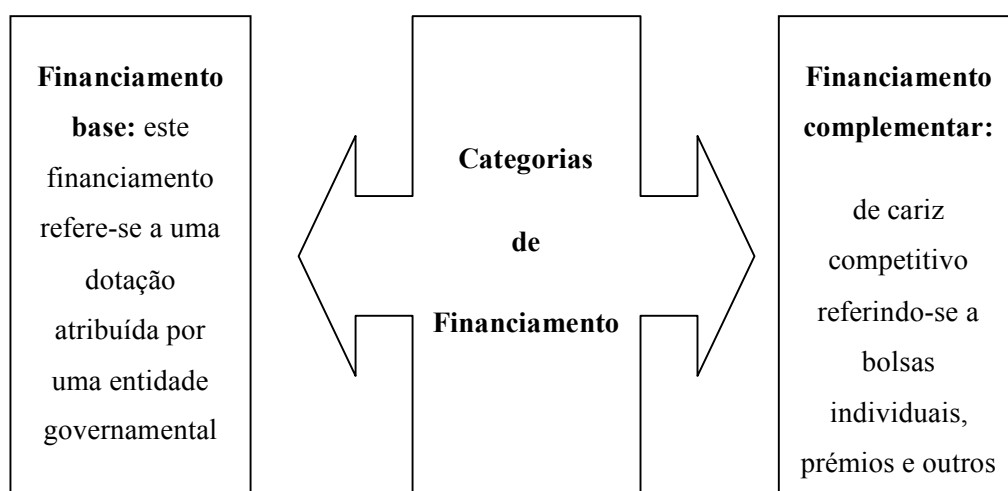 Financiamento
base: este
financiamento
refere-se a uma
dotação
atribuída por
uma entidade
governamental
Categorias
de
Financiamento
Financiamento
complementar:
de cariz
competitivo
referindo-se a
bolsas
individuais,
prémios e outros